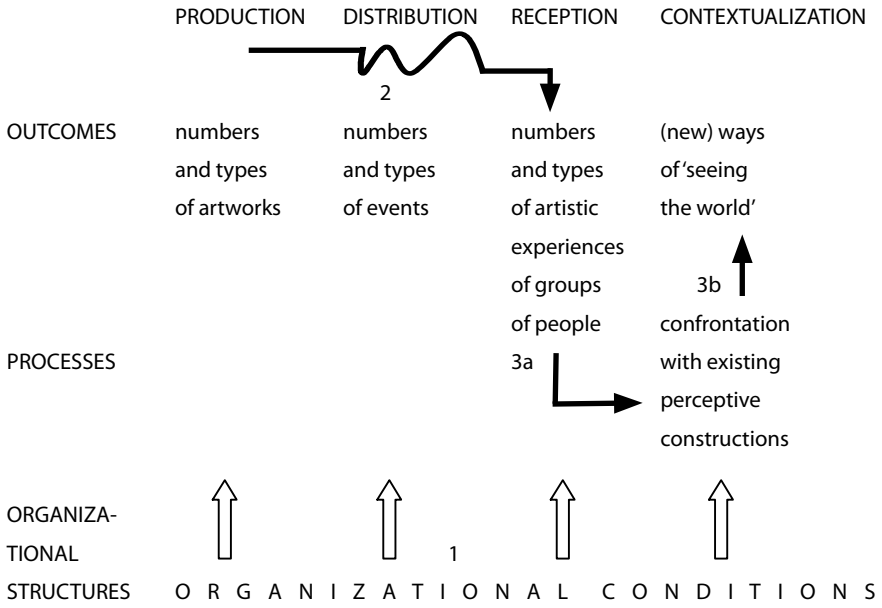 PRODUCTION DISTRIBUTION RECEPTION CONTEXTUALIZATION
2
OUTCOMES numbers numbers numbers (new) ways
and types and types and types of ‘seeing
of artworks of events of artistic the world’
experiences
of groups 3b
of people confrontation
PROCESSES 3a with existing
perceptive
constructions
ORGANIZA-
TIONAL 1
STRUCTURES O R G A N I Z A T I O N A L C O N D I T I O N S